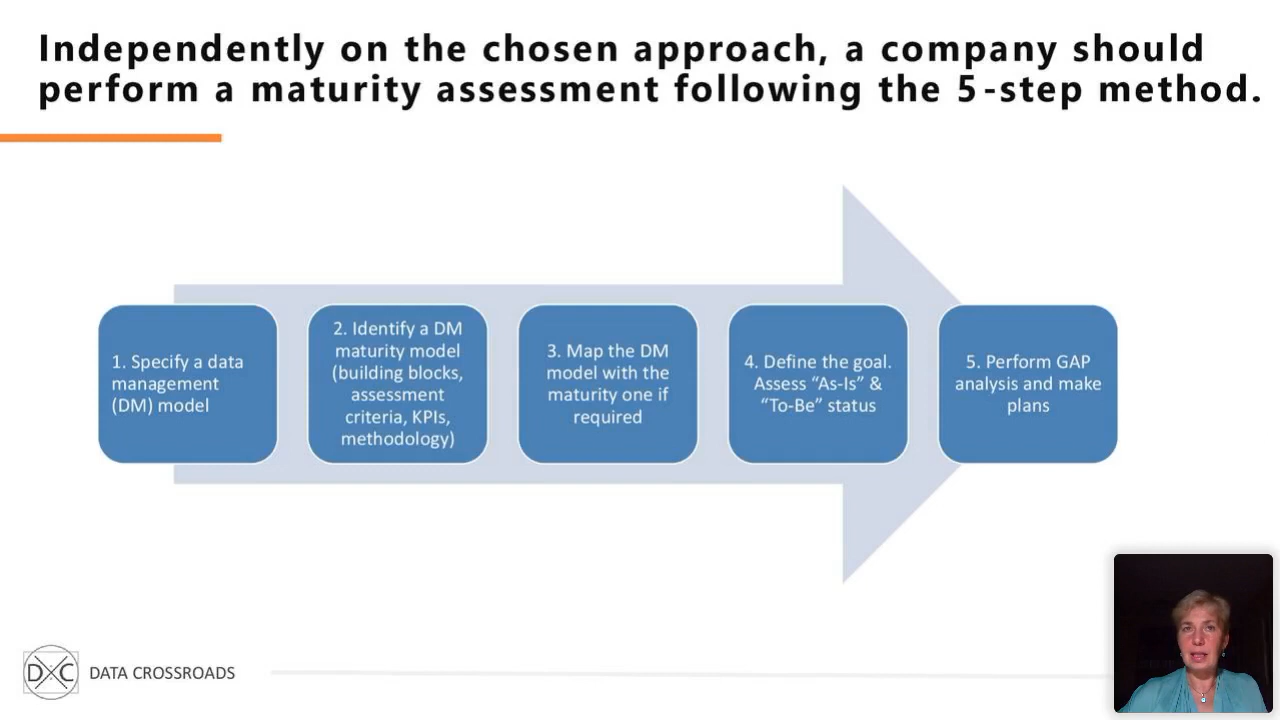 Independently on the chosen approach, a company should
perform a maturity assessment following the 5-step method.
1. Specify a data
management
(DM) model
2. Identify a DM
maturity model
(building blocks,
assessment
criteria, KPIs,
methodology)
3. Map the DM
model with the
maturity one if
required
4. Define the goal.
Assess “As-Is” &
“To-Be” status
5. Perform GAP
analysis and make
plans
DXC
DATA CROSSROADS